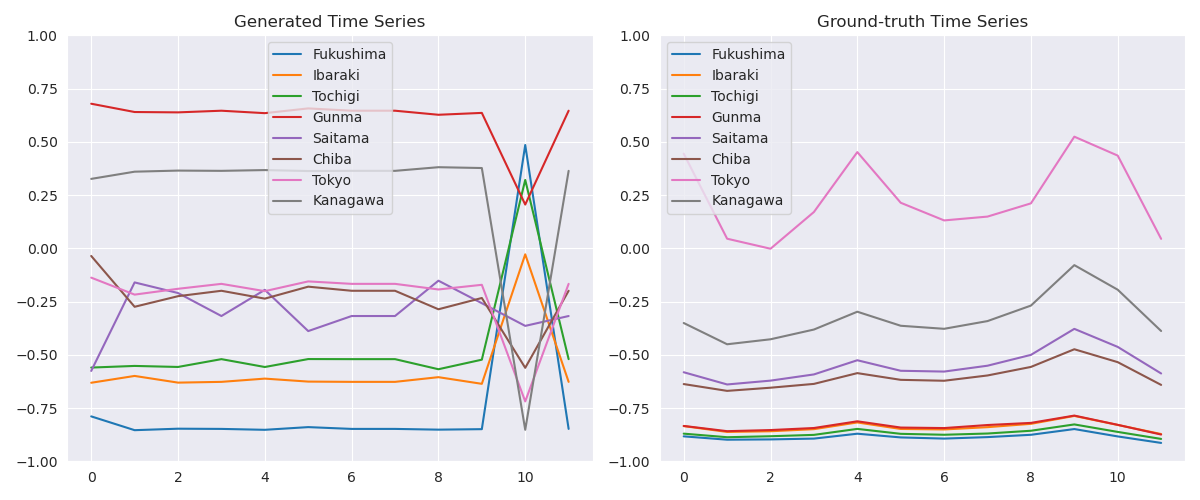 Generated Time Series
1.00
0.75
0.50
0.25
0.00
−0.25
−0.50
−0.75
−1.00
0
2
4
6
8
10
Fukushima
Ibaraki
Tochigi
Gunma
Saitama
Chiba
Tokyo
Kanagawa
Ground-truth Time Series
1.00
0.75
0.50
0.25
0.00
−0.25
−0.50
−0.75
−1.00
0
2
4
6
8
10
Fukushima
Ibaraki
Tochigi
Gunma
Saitama
Chiba
Tokyo
Kanagawa